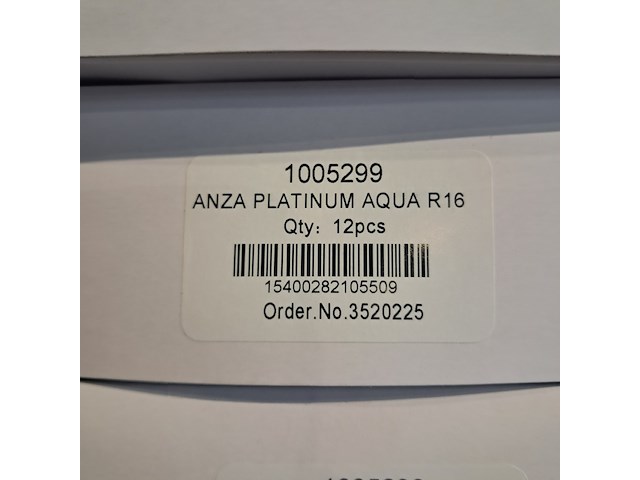 1005299
ANZA PLATINUM AQUA R16
Qty: 12pcs
15400282105509
Order.No.3520225